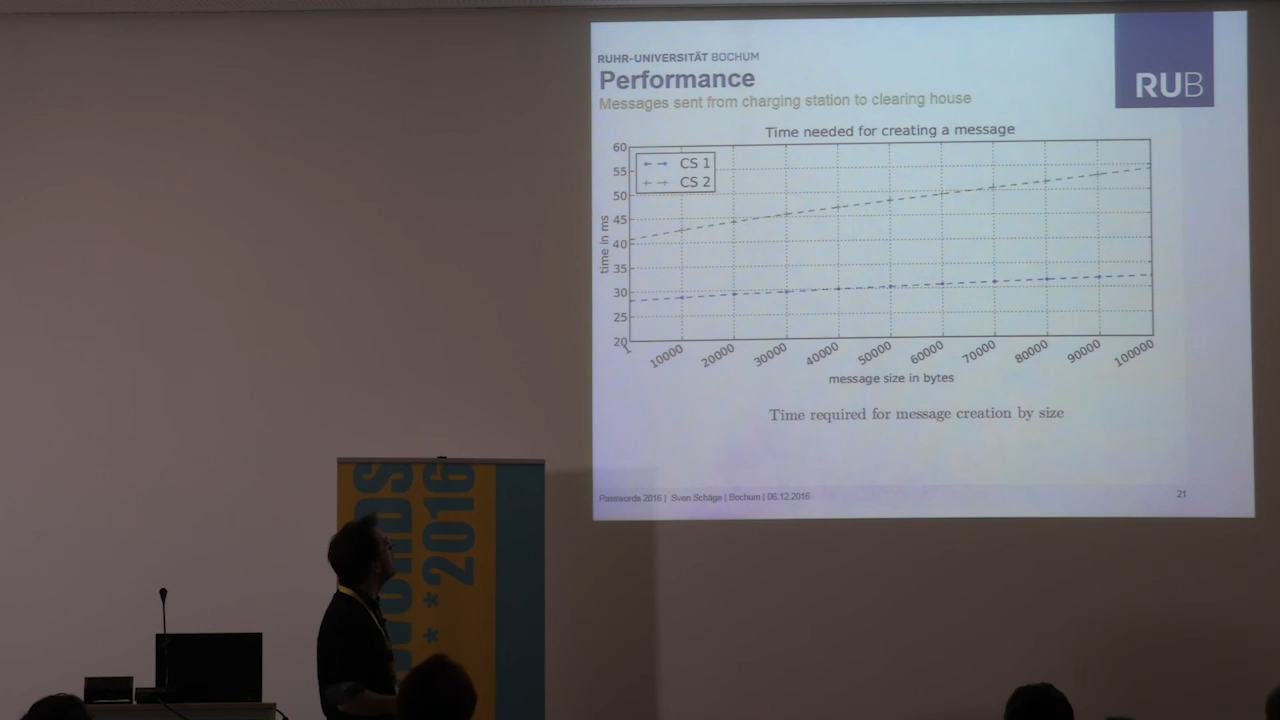 RUHR-UNIVERSITÄT BOCHUM
Performance
Messages sent from charging station to clearing house
RUB
Time needed for creating a message
CS 1
CS 2
60
55
50
45
40
35
30
25
20
time in ms
1 10000 20000 30000 40000 50000 60000 70000 80000 90000 100000
message size in bytes
Time required for message creation by size
Passwords 2016 | Sven Schäge | Bochum | 06.12.2016
21
2016